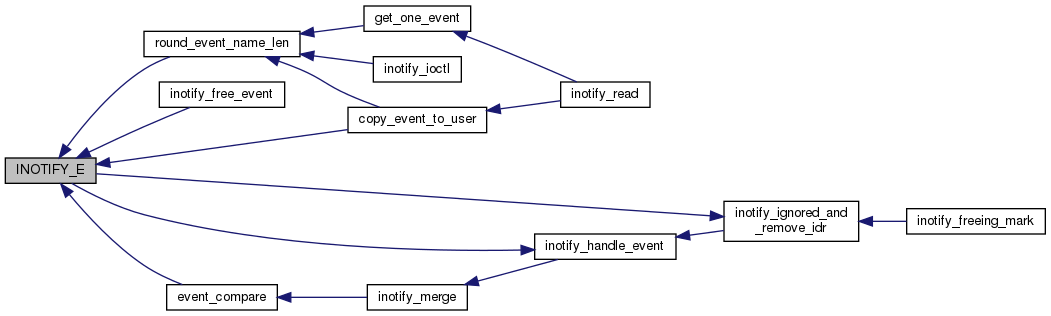 get_one_event
round_event_name_len
inotify_ioctl
inotify_free_event
inotify_read
copy_event_to_user
INOTIFY_E
inotify_ignored_and
_remove_idr
inotify_freeing_mark
inotify_handle_event
event_compare
inotify_merge